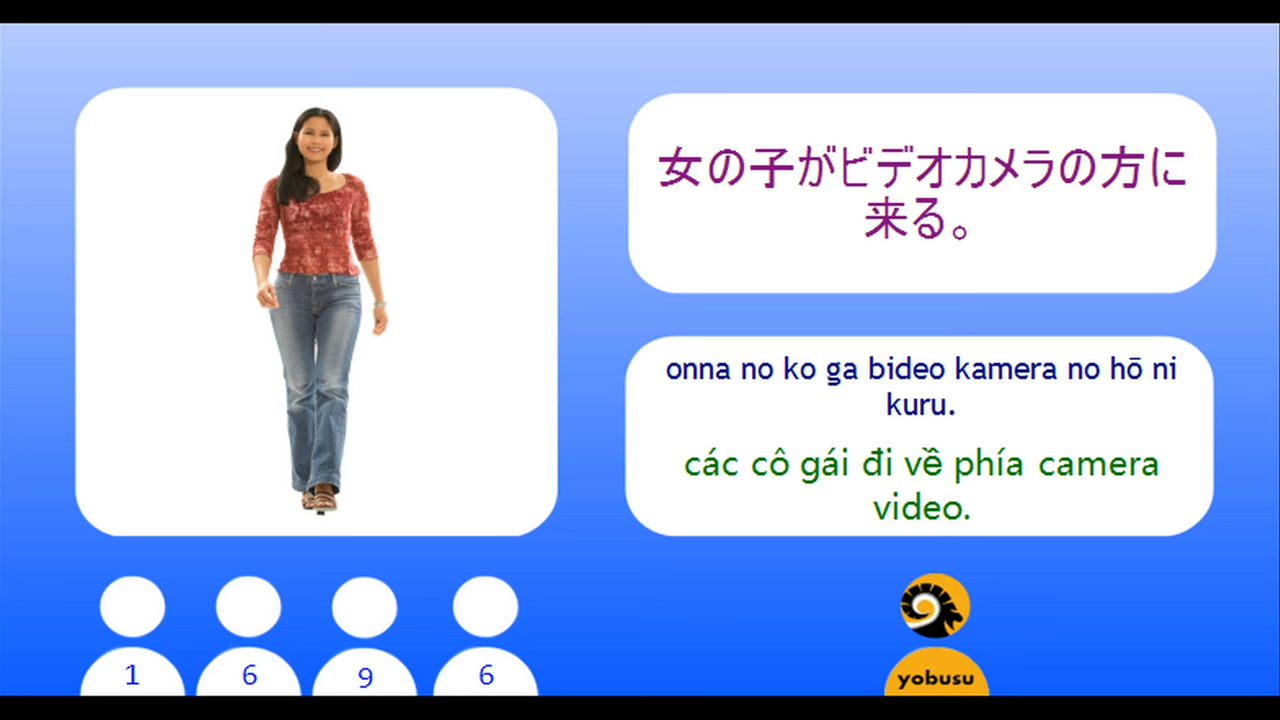 女の子がビデオカメラの方に
来る。
onna no ko ga bideo kamera no hō ni
kuru.
các cô gái đi về phía camera
video.
1 6 9 6
yobusu